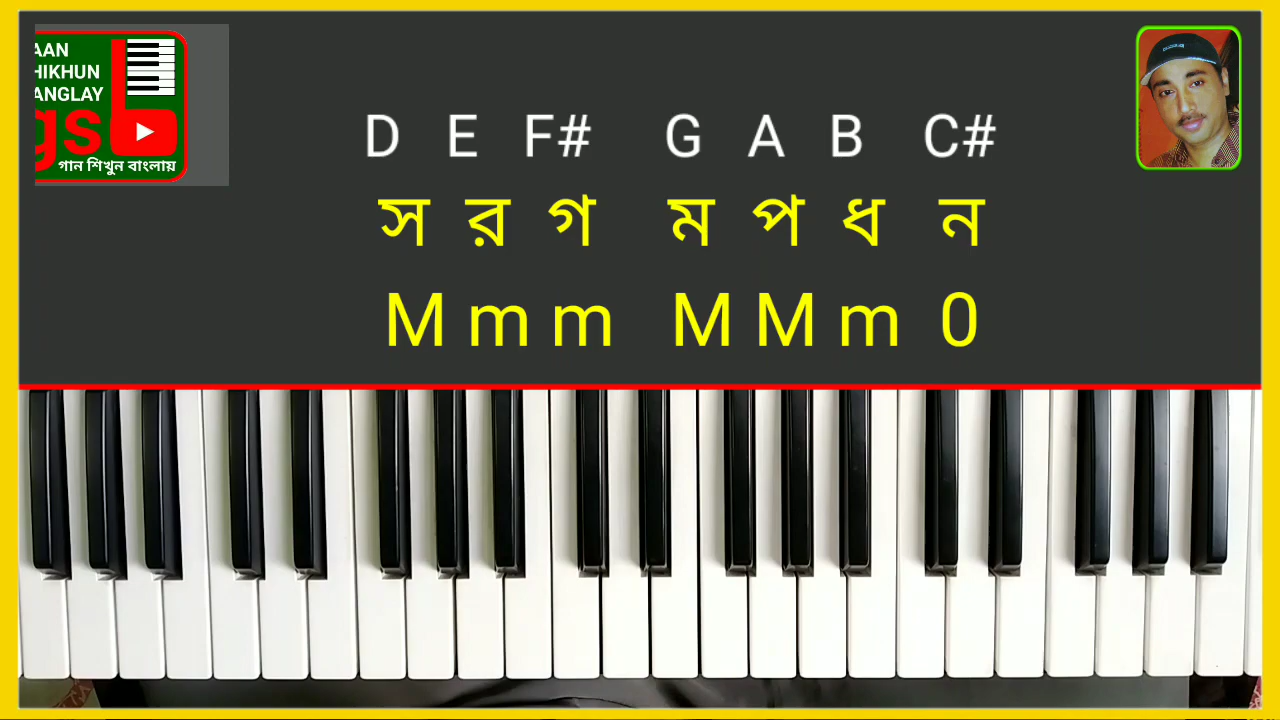 AAN
HIKHUN
ANGLAY
gs
গান শিখুন বাংলায়
D E F# G A B C#
স র গ ম প ধ ন
M m m M M m 0